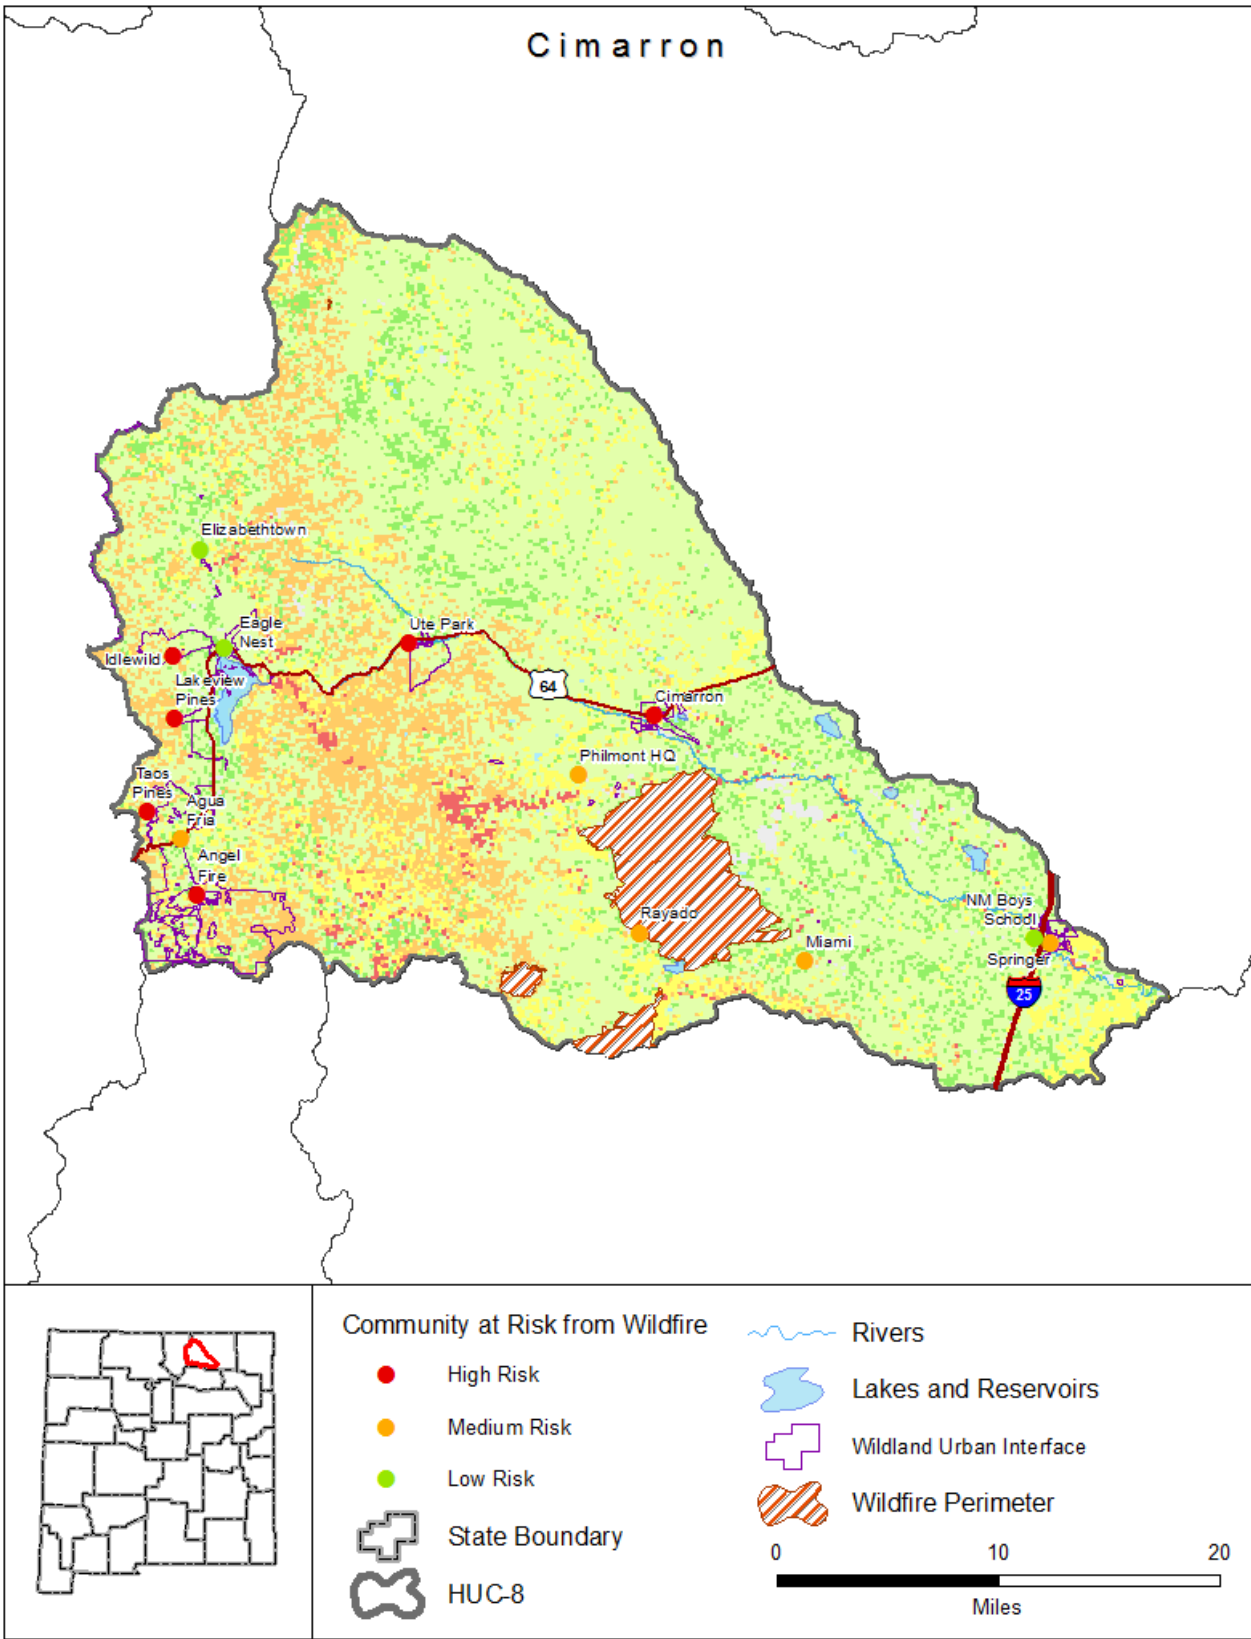 Cimarron
Elizabethtown
Eagle
Nest
Ute Park
Idlewild
Lakeview
Pines
64
Cimarron
Philmont HQ
Taos
Pines
Agua
Fria
Angel
Fire
Rayado
Miami
NM Boys
School
Springer
25
Community at Risk from Wildfire
High Risk
Medium Risk
Low Risk
State Boundary
HUC-8
Rivers
Lakes and Reservoirs
Wildland Urban Interface
Wildfire Perimeter
0 10 20
Miles